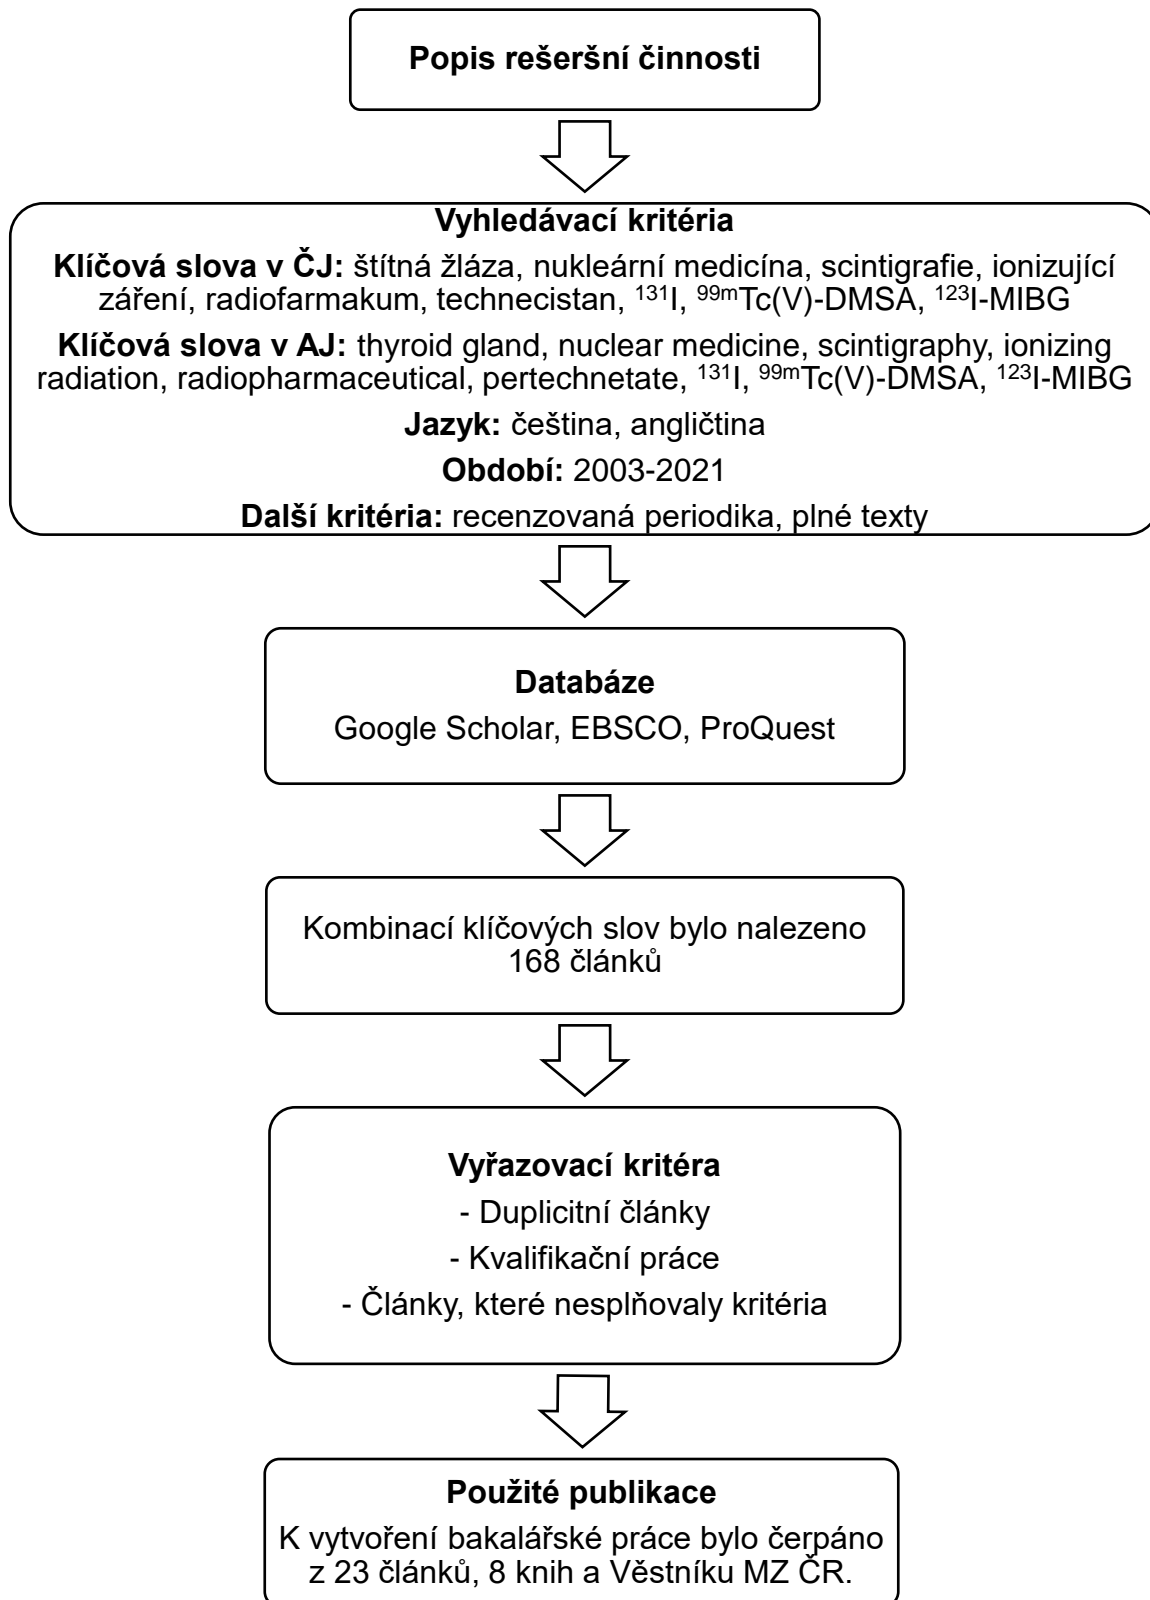 Popis rešeršní činnosti
Vyhledávací kritéria
Klíčová slova v ČJ: štítná žláza, nukleární medicína, scintigrafie, ionizující
záření, radiofarmakum, technecistan, ¹³¹I, ⁹⁹ᵐTc(V)-DMSA, ¹²³I-MIBG
Klíčová slova v AJ: thyroid gland, nuclear medicine, scintigraphy, ionizing
radiation, radiopharmaceutical, pertechnetate, ¹³¹I, ⁹⁹ᵐTc(V)-DMSA, ¹²³I-MIBG
Jazyk: čeština, angličtina
Období: 2003-2021
Další kritéria: recenzovaná periodika, plné texty
Databáze
Google Scholar, EBSCO, ProQuest
Kombinací klíčových slov bylo nalezeno
168 článků
Vyřazovací kritéra
- Duplicitní články
- Kvalifikační práce
- Články, které nesplňovaly kritéria
Použité publikace
K vytvoření bakalářské práce bylo čerpáno
z 23 článků, 8 knih a Věstníku MZ ČR.